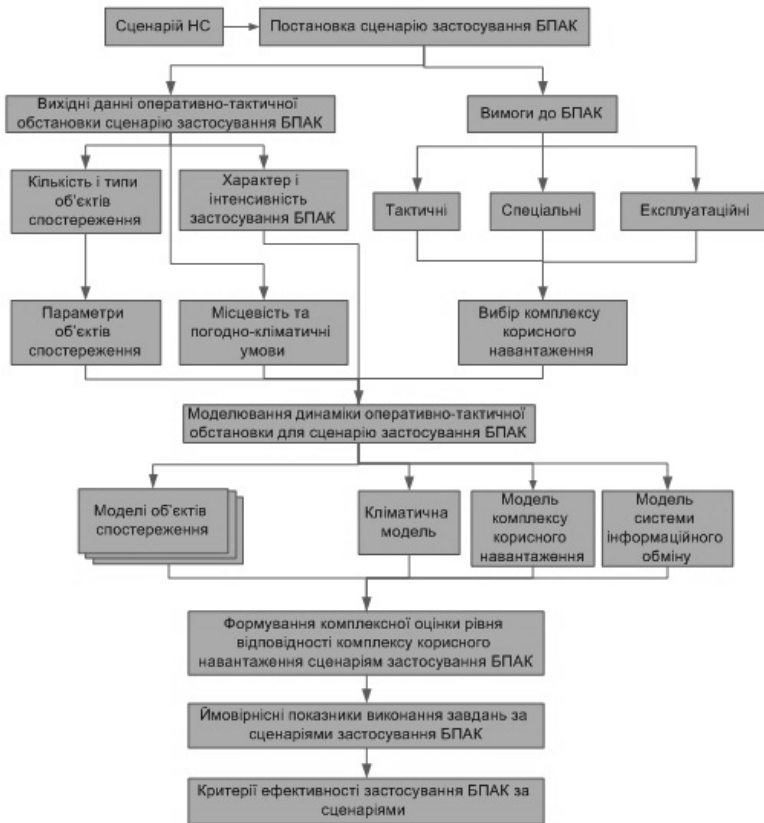 Сценарій НС
Постановка сценарію застосування БПАК
Вихідні данні оперативно-тактичної
обстановки сценарію застосування БПАК
Вимоги до БПАК
Кількість і типи
об'єктів
спостереження
Характер і
інтенсивність
застосування БПАК
Тактичні
Спеціальні
Експлуатаційні
Параметри
об'єктів
спостереження
Місцевість та
погодно-кліматичні
умови
Вибір комплексу
корисного
навантаження
Моделювання динаміки оперативно-тактичної
обстановки для сценарію застосування БПАК
Моделі об'єктів
спостереження
Кліматична
модель
Модель
комплексу
корисного
навантаження
Модель
системи
інформаційного
обміну
Формування комплексної оцінки рівня
відповідності комплексу корисного
навантаження сценаріям застосування БПАК
Ймовірнісні показники виконання завдань за
сценаріями застосування БПАК
Критерії ефективності застосування БПАК за
сценаріями